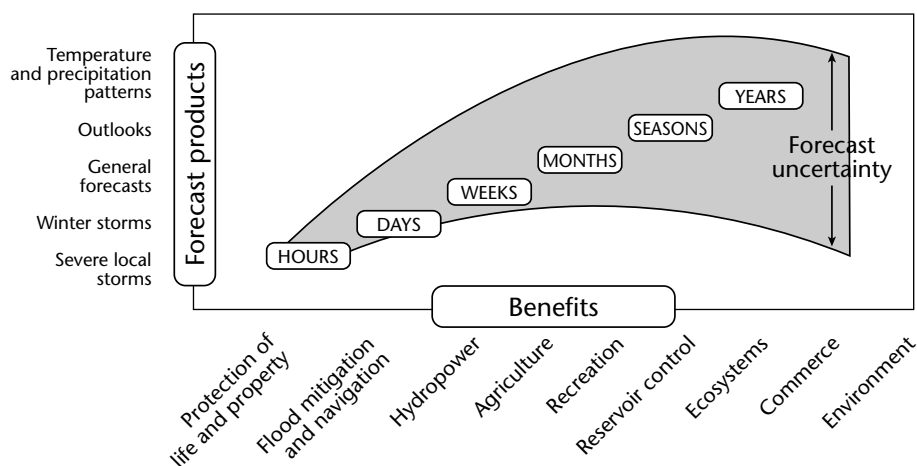 Temperature
and precipitation
patterns
Outlooks
General
forecasts
Winter storms
Severe local
storms
Forecast products
HOURS
DAYS
WEEKS
MONTHS
SEASONS
YEARS
Forecast
uncertainty
Benefits
Protection of
life and property
Flood mitigation
and navigation
Hydropower
Agriculture
Recreation
Reservoir control
Ecosystems
Commerce
Environment